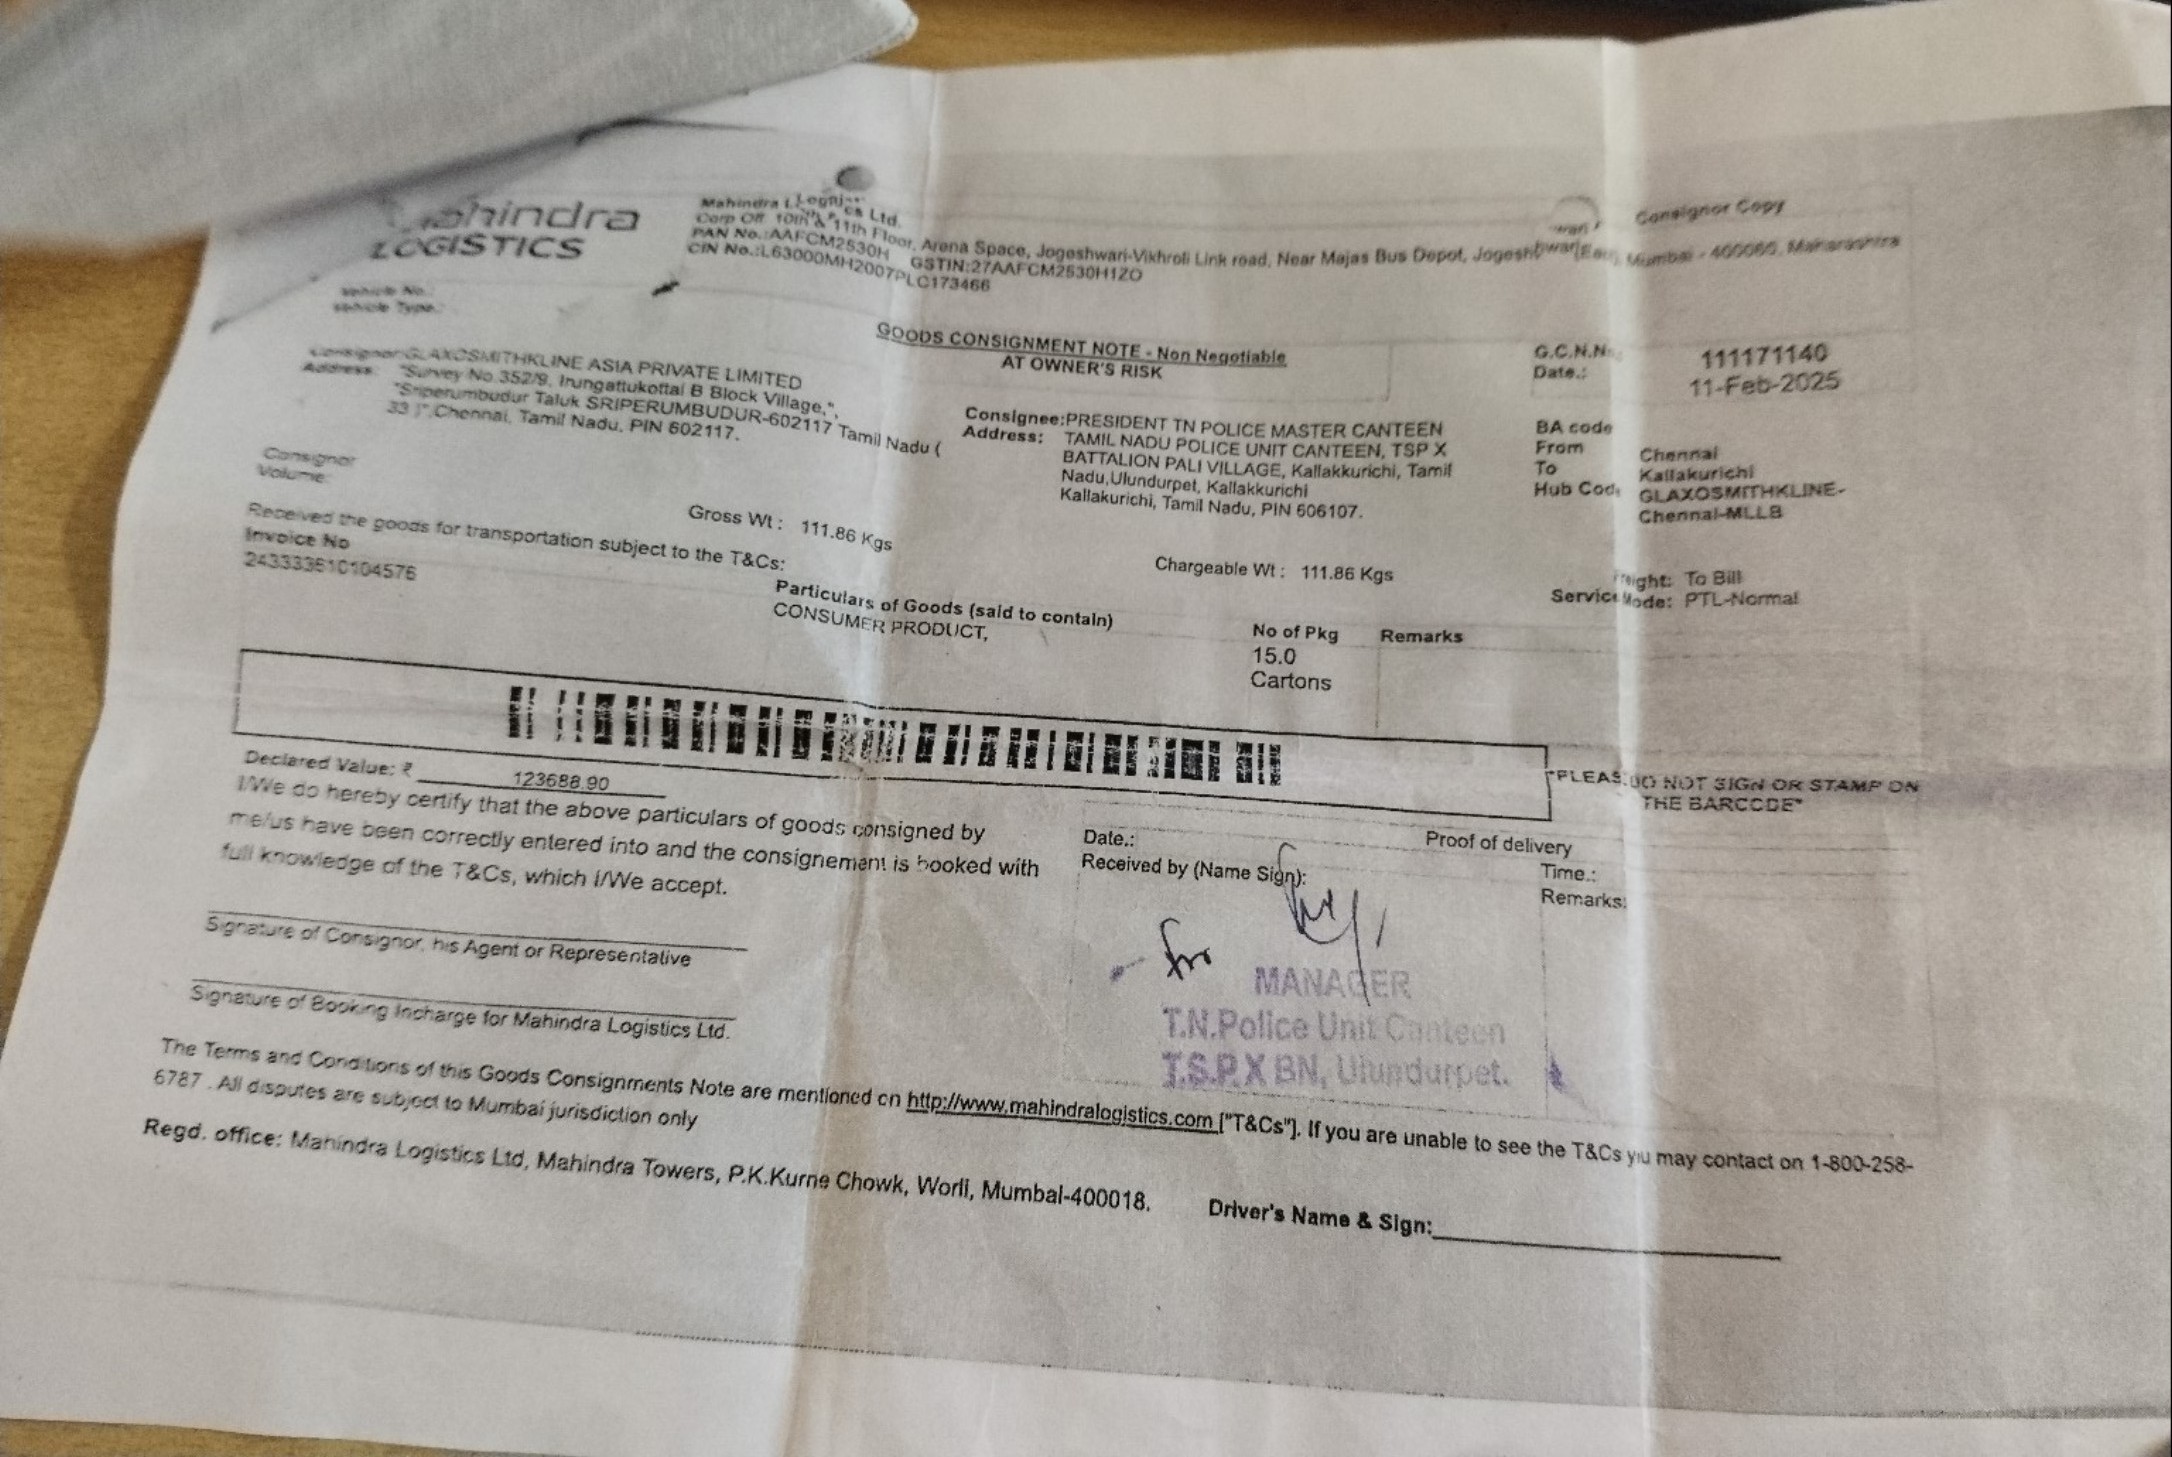 Mahindra
LOGISTICS
Mahindra Logistics Ltd.
Corp Off. 10th & 11th Floor, Arena Space, Jogeshwari-Vikhroli Link road, Near Majas Bus Depot, Jogeshwari(East) Mumbai - 400060, Maharashtra
PAN No.:AAFCM2530H GSTIN:27AAFCM2530H1ZO
CIN No.:L63000MH2007PLC173466
Consignor Copy
Vehicle No.:
Vehicle Type.:
GOODS CONSIGNMENT NOTE - Non Negotiable
AT OWNER'S RISK
G.C.N.N
111171140
Date.:
11-Feb-2025
Consignor:GLAXOSMITHKLINE ASIA PRIVATE LIMITED
Address: "Survey No.352/9, Irungattukottai B Block Village,",
"Sriperumbudur Taluk SRIPERUMBUDUR-602117 Tamil Nadu (
33 )",Chennai, Tamil Nadu, PIN 602117.
Consignee:PRESIDENT TN POLICE MASTER CANTEEN
Address: TAMIL NADU POLICE UNIT CANTEEN, TSP X
BATTALION PALI VILLAGE, Kallakkurichi, Tamil
Nadu,Ulundurpet, Kallakkurichi
Kallakurichi, Tamil Nadu, PIN 606107.
BA code
From Chennai
To Kallakurichi
Hub Code GLAXOSMITHKLINE-
Chennai-MLLB
Consignor
Volume:
Gross Wt : 111.86 Kgs
Chargeable Wt : 111.86 Kgs
To Bill
Service Mode: PTL-Normal
Received the goods for transportation subject to the T&Cs:
Invoice No
243333610104576
Particulars of Goods (said to contain)
CONSUMER PRODUCT,
No of Pkg
15.0
Cartons
Remarks
"PLEASE DO NOT SIGN OR STAMP ON
THE BARCODE"
Declared Value: ₹ 123688.90
I/We do hereby certify that the above particulars of goods consigned by
me/us have been correctly entered into and the consignement is booked with
full knowledge of the T&Cs, which I/We accept.
Proof of delivery
Date.:
Received by (Name Sign):
Time.:
Remarks:
for
MANAGER
T.N.Police Unit Canteen
T.S.P.X BN, Ulundurpet.
Signature of Consignor, his Agent or Representative
Signature of Booking Incharge for Mahindra Logistics Ltd.
The Terms and Conditions of this Goods Consignments Note are mentioned on http://www.mahindralogistics.com ["T&Cs"]. If you are unable to see the T&Cs you may contact on 1-800-258-
6787 . All disputes are subject to Mumbai jurisdiction only
Regd. office: Mahindra Logistics Ltd, Mahindra Towers, P.K.Kurne Chowk, Worli, Mumbai-400018.
Driver's Name & Sign: